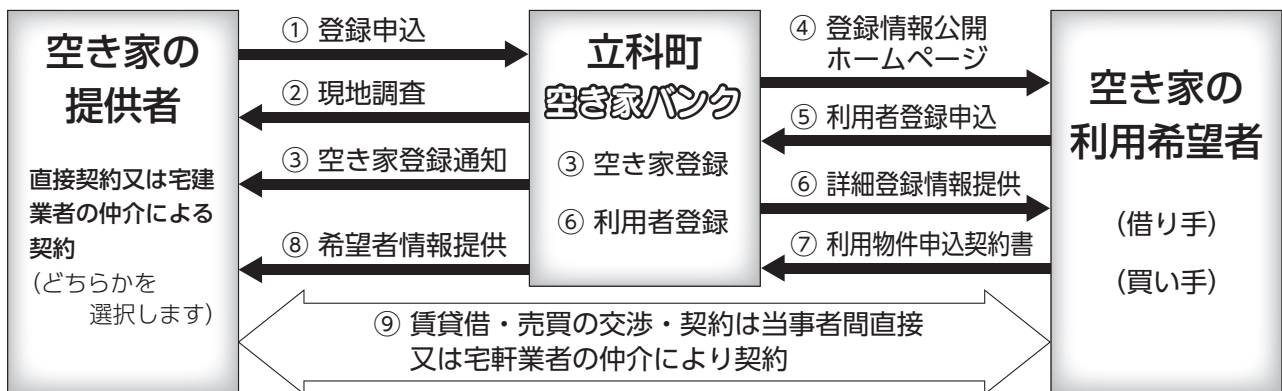 空き家の
提供者
直接契約又は宅建
業者の仲介による
契約
(どちらかを
選択します)
① 登録申込
② 現地調査
③ 空き家登録通知
⑧ 希望者情報提供
立科町
空き家バンク
③ 空き家登録
⑥ 利用者登録
④ 登録情報公開
ホームページ
⑤ 利用者登録申込
⑥ 詳細登録情報提供
⑦ 利用物件申込契約書
空き家の
利用希望者
(借り手)
(買い手)
⑨ 賃貸借・売買の交渉・契約は当事者間直接
又は宅軒業者の仲介により契約